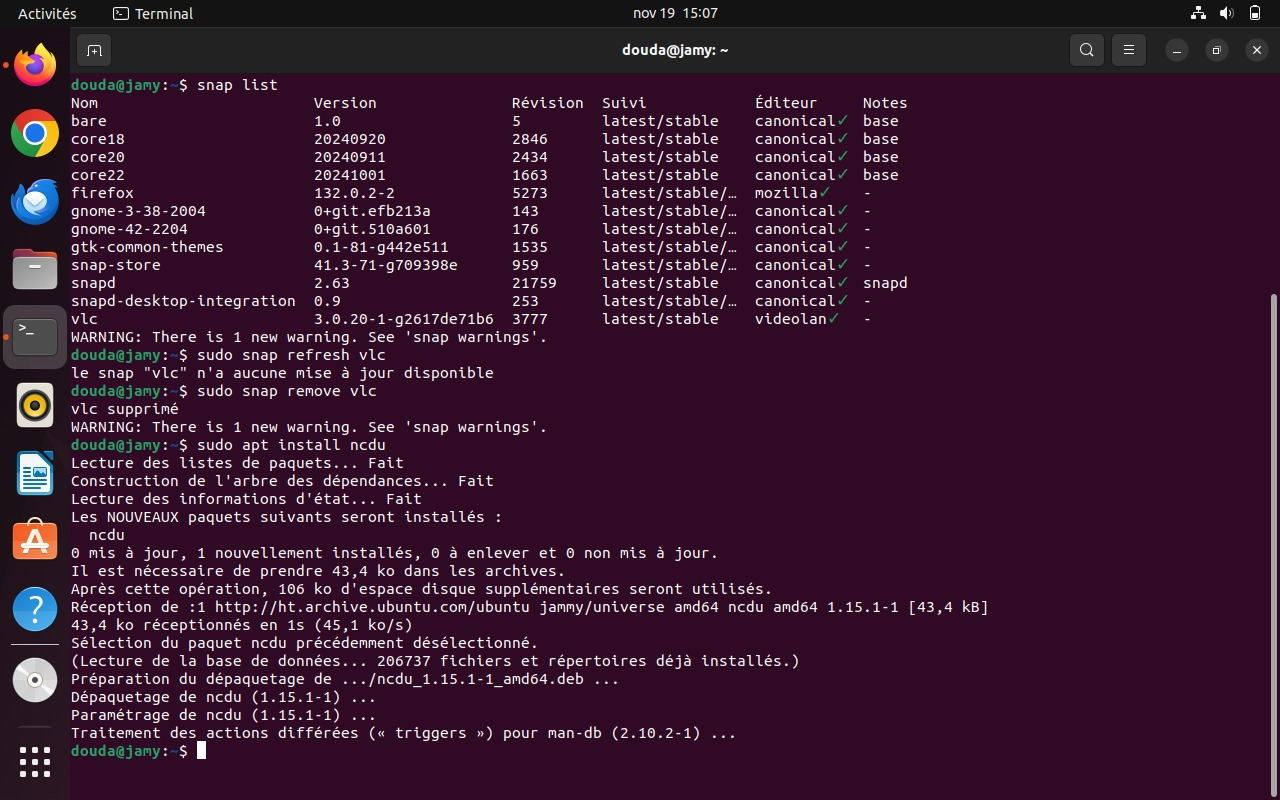 Activités Terminal nov 19 15:07
douda@jamy: ~
douda@jamy:~$ snap list
Nom Version Révision Suivi Éditeur Notes
bare 1.0 5 latest/stable canonical✓ base
core18 20240920 2846 latest/stable canonical✓ base
core20 20240911 2434 latest/stable canonical✓ base
core22 20241001 1663 latest/stable canonical✓ base
firefox 132.0.2-2 5273 latest/stable/… mozilla✓ -
gnome-3-38-2004 0+git.efb213a 143 latest/stable/… canonical✓ -
gnome-42-2204 0+git.510a601 176 latest/stable/… canonical✓ -
gtk-common-themes 0.1-81-g442e511 1535 latest/stable/… canonical✓ -
snap-store 41.3-71-g709398e 959 latest/stable/… canonical✓ -
snapd 2.63 21759 latest/stable canonical✓ snapd
snapd-desktop-integration 0.9 253 latest/stable/… canonical✓ -
vlc 3.0.20-1-g2617de71b6 3777 latest/stable videolan✓ -
WARNING: There is 1 new warning. See 'snap warnings'.
douda@jamy:~$ sudo snap refresh vlc
le snap "vlc" n'a aucune mise à jour disponible
douda@jamy:~$ sudo snap remove vlc
vlc supprimé
WARNING: There is 1 new warning. See 'snap warnings'.
douda@jamy:~$ sudo apt install ncdu
Lecture des listes de paquets... Fait
Construction de l'arbre des dépendances... Fait
Lecture des informations d'état... Fait
Les NOUVEAUX paquets suivants seront installés :
ncdu
0 mis à jour, 1 nouvellement installés, 0 à enlever et 0 non mis à jour.
Il est nécessaire de prendre 43,4 ko dans les archives.
Après cette opération, 106 ko d'espace disque supplémentaires seront utilisés.
Réception de :1 http://ht.archive.ubuntu.com/ubuntu jammy/universe amd64 ncdu amd64 1.15.1-1 [43,4 kB]
43,4 ko réceptionnés en 1s (45,1 ko/s)
Sélection du paquet ncdu précédemment désélectionné.
(Lecture de la base de données... 206737 fichiers et répertoires déjà installés.)
Préparation du dépaquetage de .../ncdu_1.15.1-1_amd64.deb ...
Dépaquetage de ncdu (1.15.1-1) ...
Paramétrage de ncdu (1.15.1-1) ...
Traitement des actions différées (« triggers ») pour man-db (2.10.2-1) ...
douda@jamy:~$